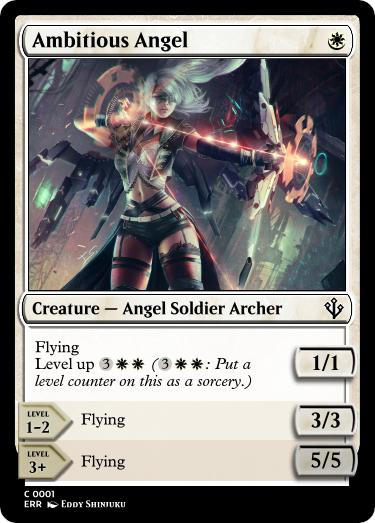 Ambitious Angel
Creature — Angel Soldier Archer
Flying
Level up 3 (3: Put a
level counter on this as a sorcery.)
1/1
LEVEL
1-2
Flying
3/3
LEVEL
3+
Flying
5/5
C 0001
ERR Eddy Shinjuku